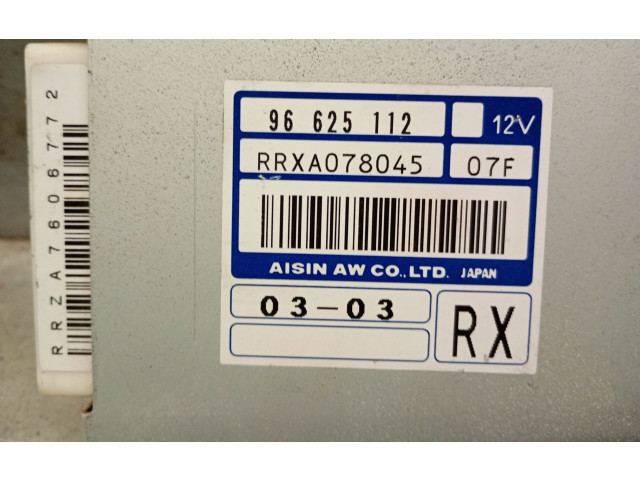 96 625 112
12V
RRXA078045
07F
AISIN AW CO.,LTD. JAPAN
03-03
RX
RRZA7606772